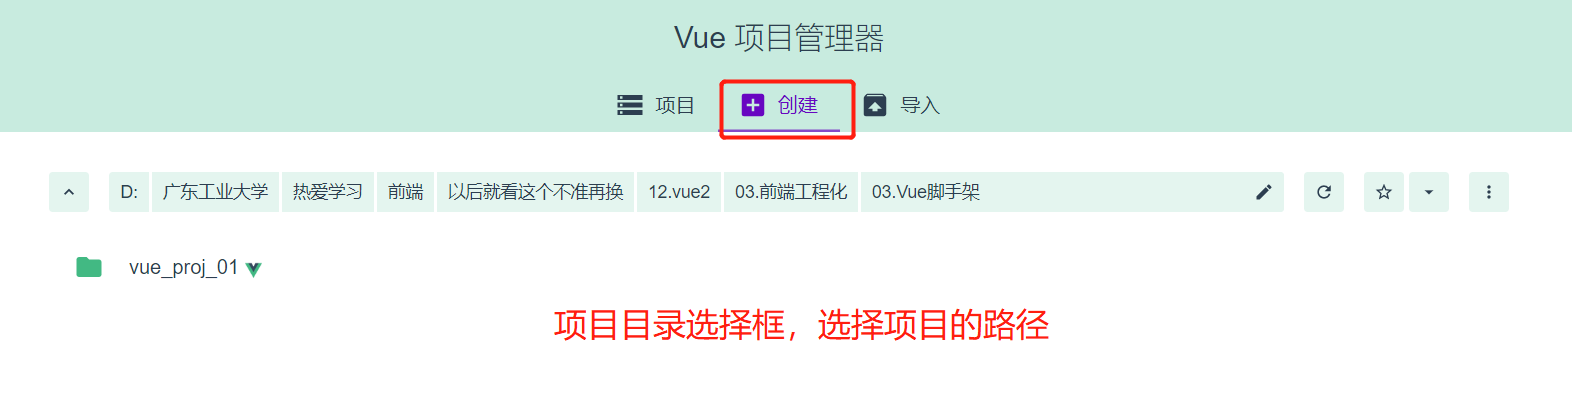 Vue 项目管理器
项目 创建 导入
D: 广东工业大学 热爱学习 前端 以后就看这个不准再换 12.vue2 03.前端工程化 03.Vue脚手架
vue_proj_01
项目目录选择框，选择项目的路径